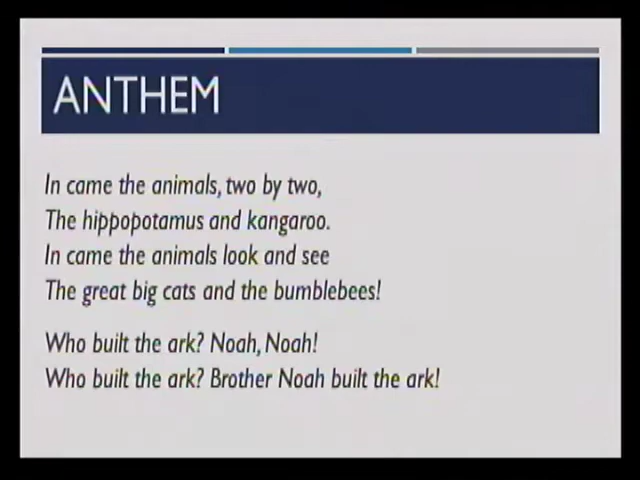 ANTHEM
In came the animals, two by two,
The hippopotamus and kangaroo.
In came the animals look and see
The great big cats and the bumblebees!
Who built the ark? Noah, Noah!
Who built the ark? Brother Noah built the ark!